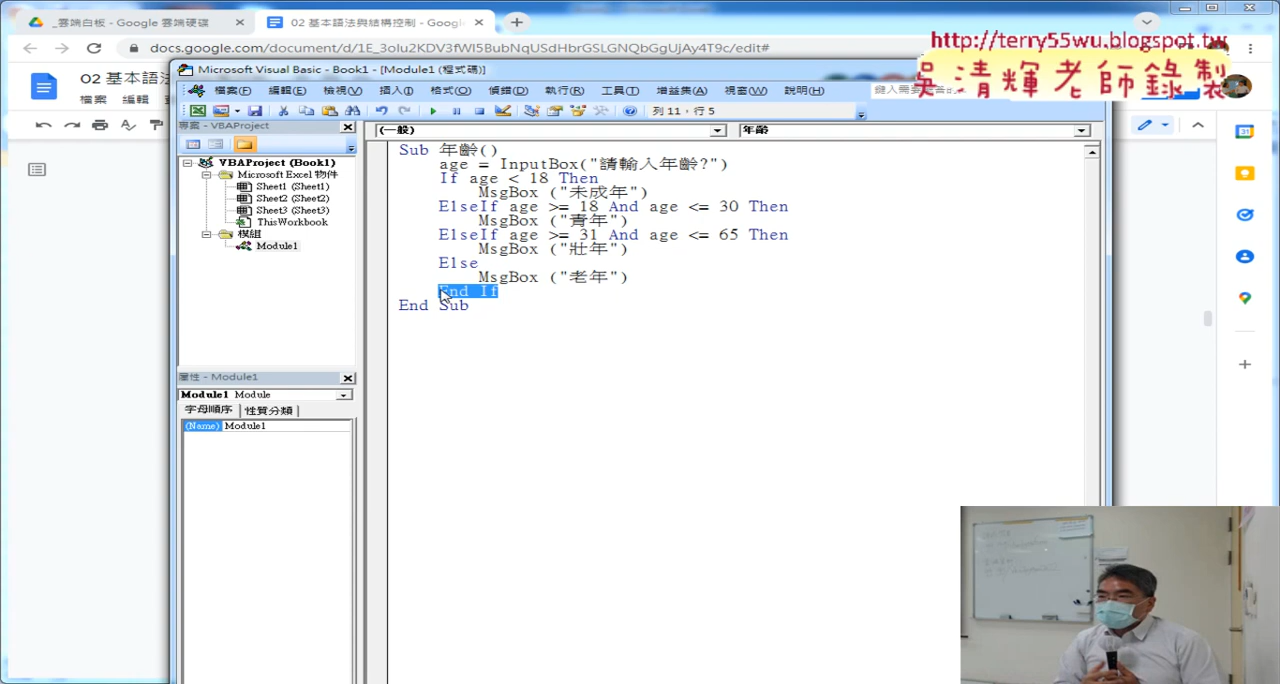 _雲端白板 - Google 雲端硬碟
02 基本語法與結構控制 - Googl
http://terry55wu.blogspot.tw
吳清輝老師錄製
docs.google.com/document/d/1E_3olu2KDV3fWI5BubNqUSdHbrGSLGNQbGgUjAy4T9c/edit#
02 基本語法
檔案 編輯
Microsoft Visual Basic - Book1 - [Module1 (程式碼)]
檔案(F) 編輯(E) 檢視(V) 插入(I) 格式(O) 偵錯(D) 執行(R) 工具(T) 增益集(A) 視窗(W) 說明(H)
列 11，行 5
專案 - VBAProject
(一般)
年齡
VBAProject (Book1)
Microsoft Excel 物件
Sheet1 (Sheet1)
Sheet2 (Sheet2)
Sheet3 (Sheet3)
ThisWorkbook
模組
Module1
Sub 年齡()
age = InputBox("請輸入年齡?")
If age < 18 Then
MsgBox ("未成年")
ElseIf age >= 18 And age <= 30 Then
MsgBox ("青年")
ElseIf age >= 31 And age <= 65 Then
MsgBox ("壯年")
Else
MsgBox ("老年")
End If
End Sub
屬性 - Module1
Module1 Module
字母順序 性質分類
(Name) Module1
31